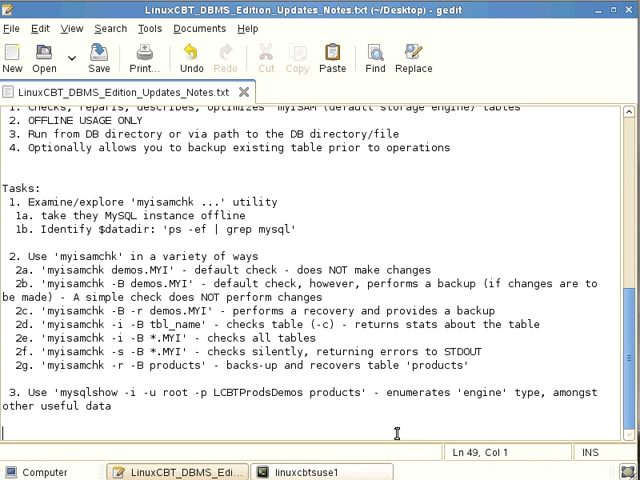 LinuxCBT_DBMS_Edition_Updates_Notes.txt (~/Desktop) - gedit
File Edit View Search Tools Documents Help
New Open Save Print... Undo Redo Cut Copy Paste Find Replace
LinuxCBT_DBMS_Edition_Updates_Notes.txt
1. Checks, repairs, describes, optimizes 'myISAM (default storage engine) tables
2. OFFLINE USAGE ONLY
3. Run from DB directory or via path to the DB directory/file
4. Optionally allows you to backup existing table prior to operations
Tasks:
1. Examine/explore 'myisamchk ...' utility
1a. take they MySQL instance offline
1b. Identify $datadir: 'ps -ef | grep mysql'
2. Use 'myisamchk' in a variety of ways
2a. 'myisamchk demos.MYI' - default check - does NOT make changes
2b. 'myisamchk -B demos.MYI' - default check, however, performs a backup (if changes are to
be made) - A simple check does NOT perform changes
2c. 'myisamchk -B -r demos.MYI' - performs a recovery and provides a backup
2d. 'myisamchk -i -B tbl_name' - checks table (-c) - returns stats about the table
2e. 'myisamchk -i -B *.MYI' - checks all tables
2f. 'myisamchk -s -B *.MYI' - checks silently, returning errors to STDOUT
2g. 'myisamchk -r -B products' - backs-up and recovers table 'products'
3. Use 'mysqlshow -i -u root -p LCBTProdsDemos products' - enumerates 'engine' type, amongst
other useful data
Ln 49, Col 1 INS
Computer LinuxCBT_DBMS_Edi... linuxcbtsuse1